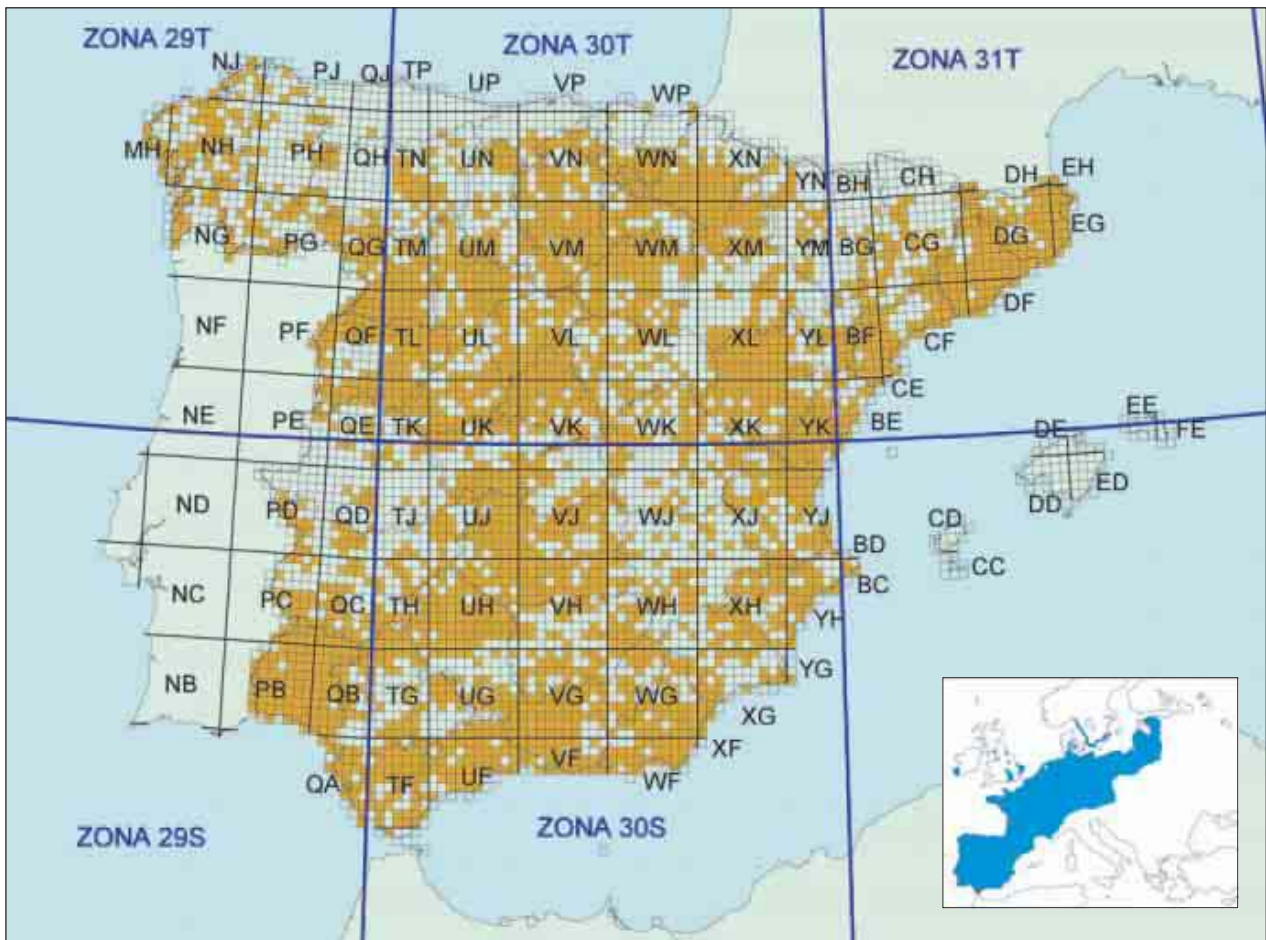 ZONA 29T
ZONA 30T
ZONA 31T
NJ PJ QJ TP UP VP WP
MH NH PH QH TN UN VN WN XN YN BH CH DH EH
NG PG QG TM UM VM WM XM YM BG CG DG EG
NF PF QF TL UL VL WL XL YL BF CF DF
NE PE QE TK UK VK WK XK YK BE CE DE EE FE
ND PD QD TJ UJ VJ WJ XJ YJ BD CD DD ED
NC PC QC TH UH VH WH XH YH BC CC
NB PB QB TG UG VG WG XG YG
QA TF UF VF WF XF
ZONA 29S
ZONA 30S